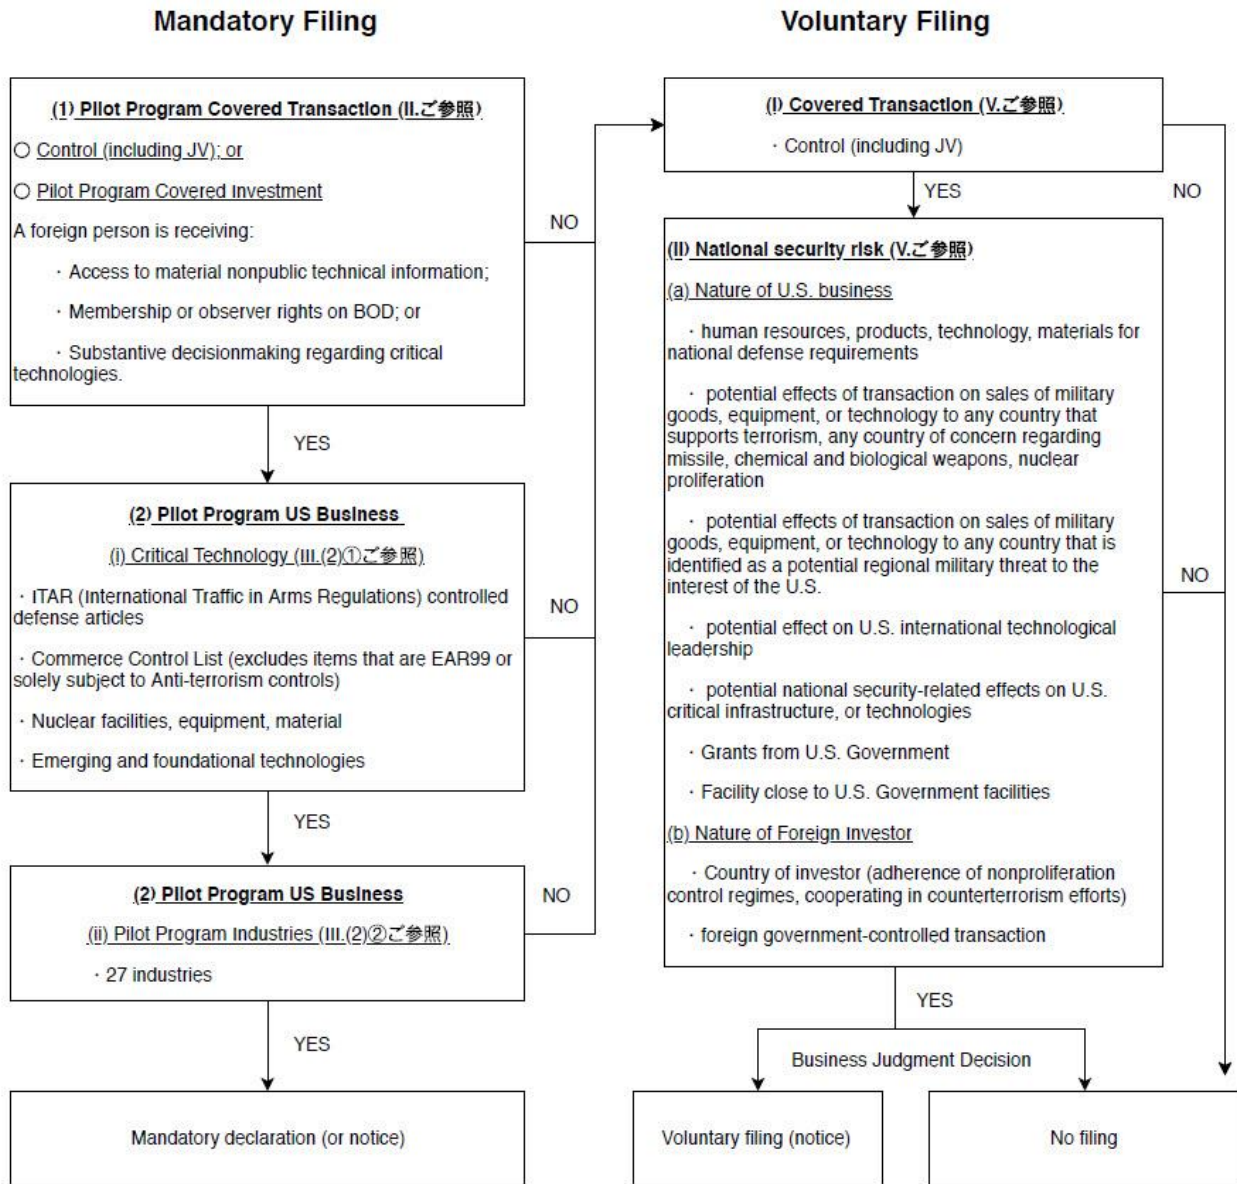 Mandatory Filing
(1) Pilot Program Covered Transaction (II.ご参照)
○ Control (including JV); or
○ Pilot Program Covered Investment
A foreign person is receiving:
· Access to material nonpublic technical information;
· Membership or observer rights on BOD; or
· Substantive decisionmaking regarding critical
technologies.
NO
YES
(2) Pilot Program US Business
(i) Critical Technology (III.(2)①ご参照)
· ITAR (International Traffic in Arms Regulations) controlled
defense articles
· Commerce Control List (excludes items that are EAR99 or
solely subject to Anti-terrorism controls)
· Nuclear facilities, equipment, material
· Emerging and foundational technologies
NO
YES
(2) Pilot Program US Business
(ii) Pilot Program Industries (III.(2)②ご参照)
· 27 industries
NO
YES
Mandatory declaration (or notice)
Voluntary Filing
(I) Covered Transaction (V.ご参照)
· Control (including JV)
YES
NO
(II) National security risk (V.ご参照)
(a) Nature of U.S. business
· human resources, products, technology, materials for
national defense requirements
· potential effects of transaction on sales of military
goods, equipment, or technology to any country that
supports terrorism, any country of concern regarding
missile, chemical and biological weapons, nuclear
proliferation
· potential effects of transaction on sales of military
goods, equipment, or technology to any country that is
identified as a potential regional military threat to the
interest of the U.S.
· potential effect on U.S. international technological
leadership
· potential national security-related effects on U.S.
critical infrastructure, or technologies
· Grants from U.S. Government
· Facility close to U.S. Government facilities
(b) Nature of Foreign Investor
· Country of investor (adherence of nonproliferation
control regimes, cooperating in counterterrorism efforts)
· foreign government-controlled transaction
NO
YES
Business Judgment Decision
Voluntary filing (notice)
No filing